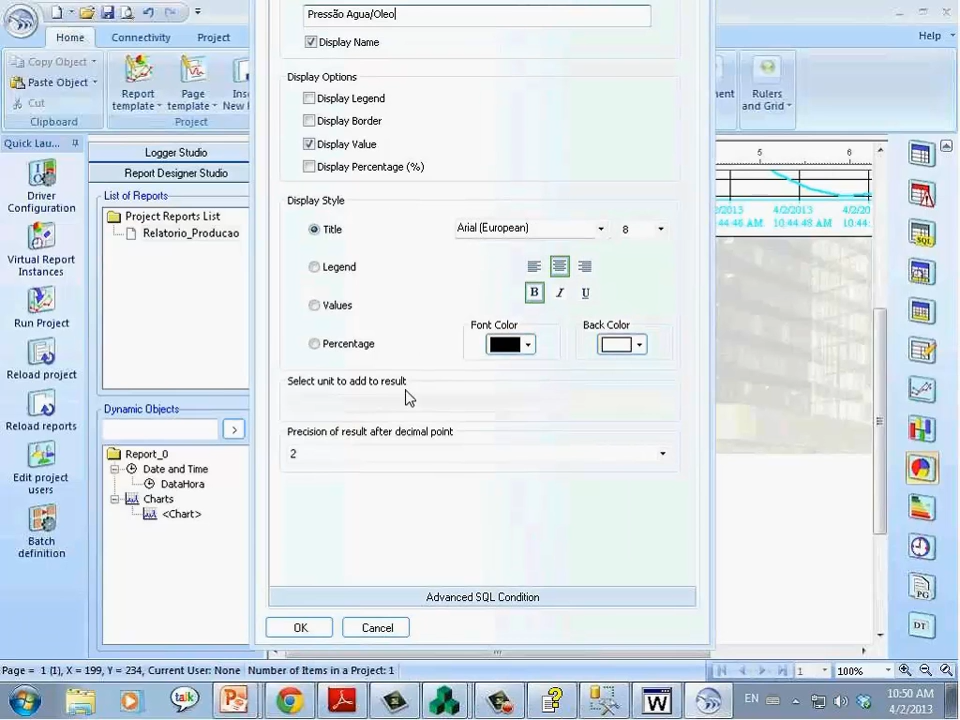 Pressão Agua/Oleo
Home
Connectivity
Project
Help
Display Name
Copy Object
Paste Object
Cut
Clipboard
Report template
Page template
Project
Rulers and Grid
Display Options
Display Legend
Display Border
Display Value
Display Percentage (%)
Quick Lau...
Driver Configuration
Virtual Report Instances
Run Project
Reload project
Reload reports
Edit project users
Batch definition
Logger Studio
Report Designer Studio
List of Reports
Project Reports List
Relatorio_Producao
Dynamic Objects
>
Report_0
Date and Time
DataHora
Charts
<Chart>
Display Style
Title
Arial (European)
8
Legend
B I U
Values
Font Color
Back Color
Percentage
Select unit to add to result
Precision of result after decimal point
2
Advanced SQL Condition
OK
Cancel
5
6
4/2/2013
10:44:48 AM
SQL
PG
DT
Page = 1 (1), X = 199, Y = 234, Current User: None Number of Items in a Project: 1
1
100%
talk
EN
10:50 AM
4/2/2013